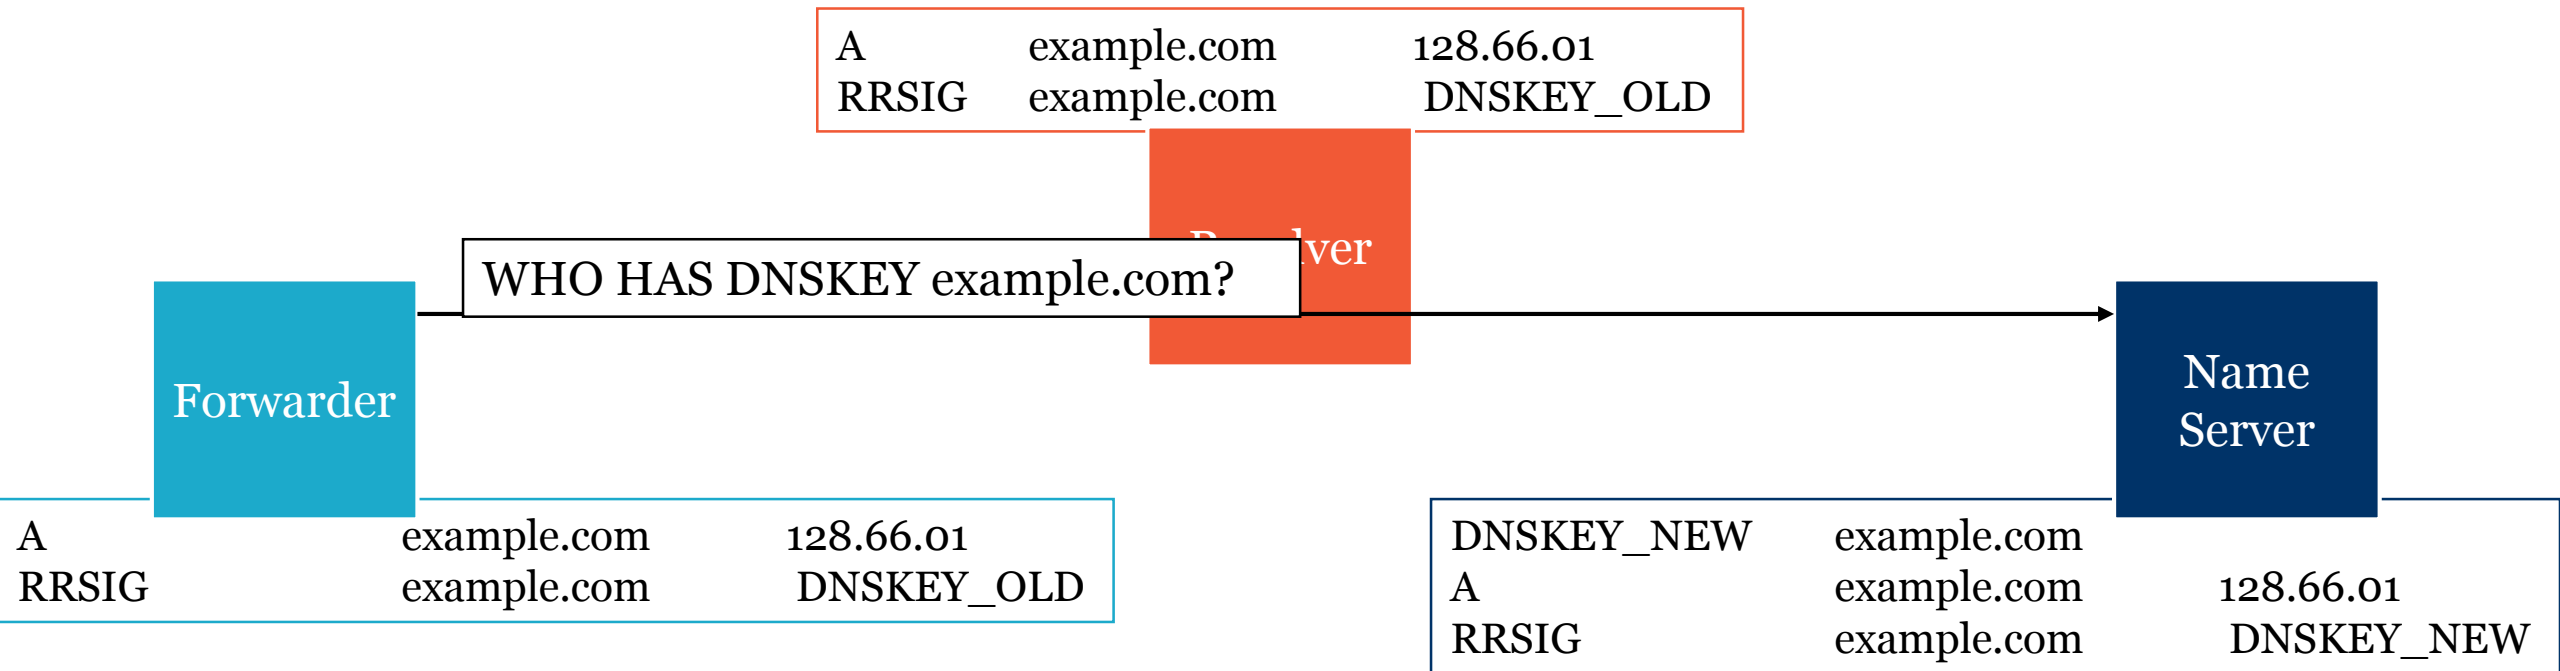 A example.com 128.66.01
RRSIG example.com DNSKEY_OLD
lver
WHO HAS DNSKEY example.com?
Forwarder
Name
Server
A example.com 128.66.01
RRSIG example.com DNSKEY_OLD
DNSKEY_NEW example.com
A example.com 128.66.01
RRSIG example.com DNSKEY_NEW